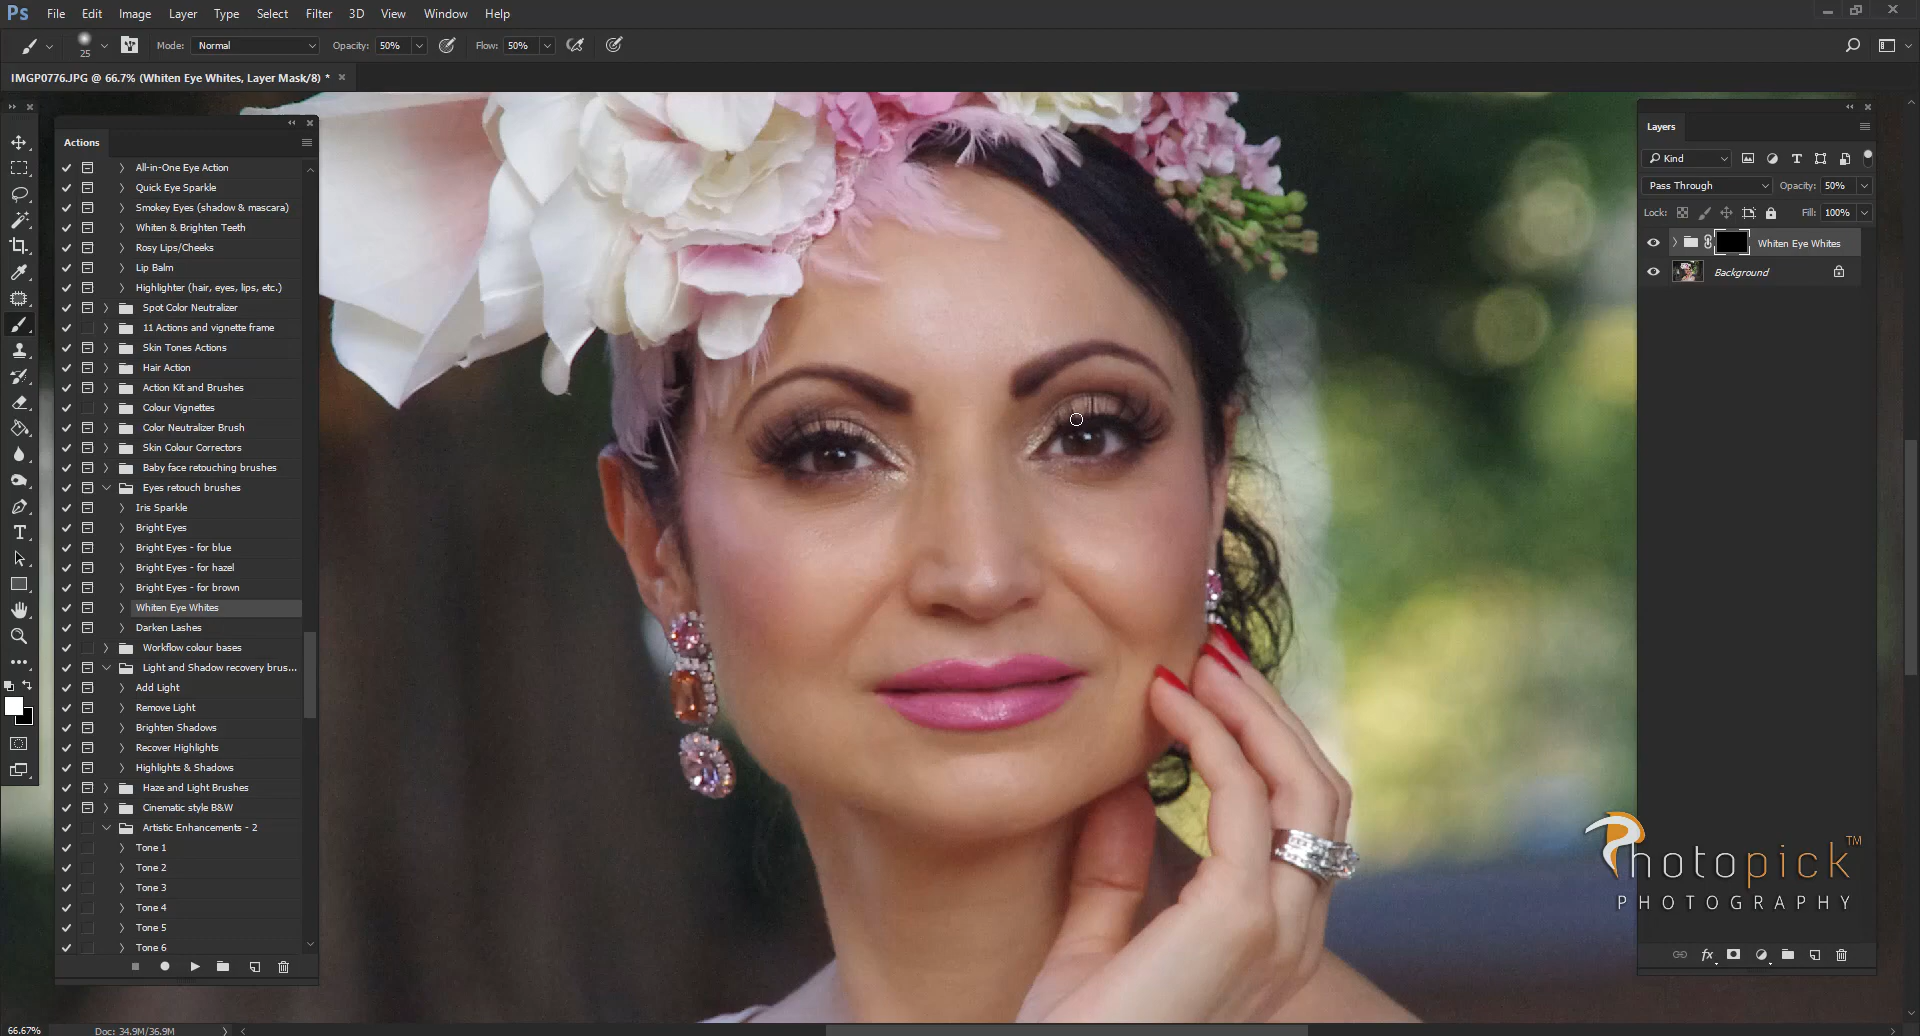 Ps File Edit Image Layer Type Select Filter 3D View Window Help
25 Mode: Normal Opacity: 50% Flow: 50%
IMGP0776.JPG @ 66.7% (Whiten Eye Whites, Layer Mask/8) *
Actions
All-in-One Eye Action
Quick Eye Sparkle
Smokey Eyes (shadow & mascara)
Whiten & Brighten Teeth
Rosy Lips/Cheeks
Lip Balm
Highlighter (hair, eyes, lips, etc.)
Spot Color Neutralizer
11 Actions and vignette frame
Skin Tones Actions
Hair Action
Action Kit and Brushes
Colour Vignettes
Color Neutralizer Brush
Skin Colour Correctors
Baby face retouching brushes
Eyes retouch brushes
Iris Sparkle
Bright Eyes
Bright Eyes - for blue
Bright Eyes - for hazel
Bright Eyes - for brown
Whiten Eye Whites
Darken Lashes
Workflow colour bases
Light and Shadow recovery brus...
Add Light
Remove Light
Brighten Shadows
Recover Highlights
Highlights & Shadows
Haze and Light Brushes
Cinematic style B&W
Artistic Enhancements - 2
Tone 1
Tone 2
Tone 3
Tone 4
Tone 5
Tone 6
Layers
Kind
Pass Through Opacity: 50%
Lock: Fill: 100%
Whiten Eye Whites
Background
Photopick™
PHOTOGRAPHY
fx
66.67% Doc: 34.9M/36.9M